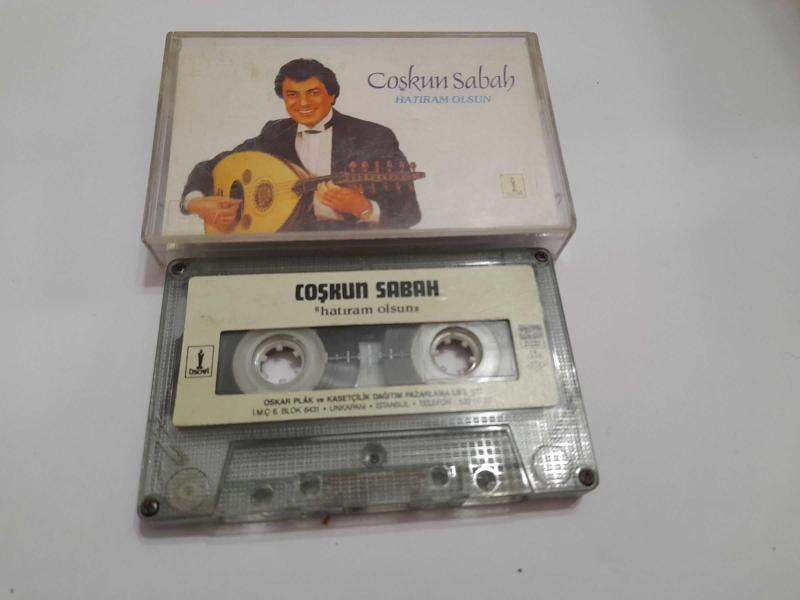 Coşkun Sabah
HATIRAM OLSUN
COŞKUN SABAH
«hatıram olsun»
OSKAR PLÂK ve KASETÇİLİK DAĞITIM PAZARLAMA
İ.M.Ç 6. BLOK 6431 • UNKAPANI • İSTANBUL • TELEFON